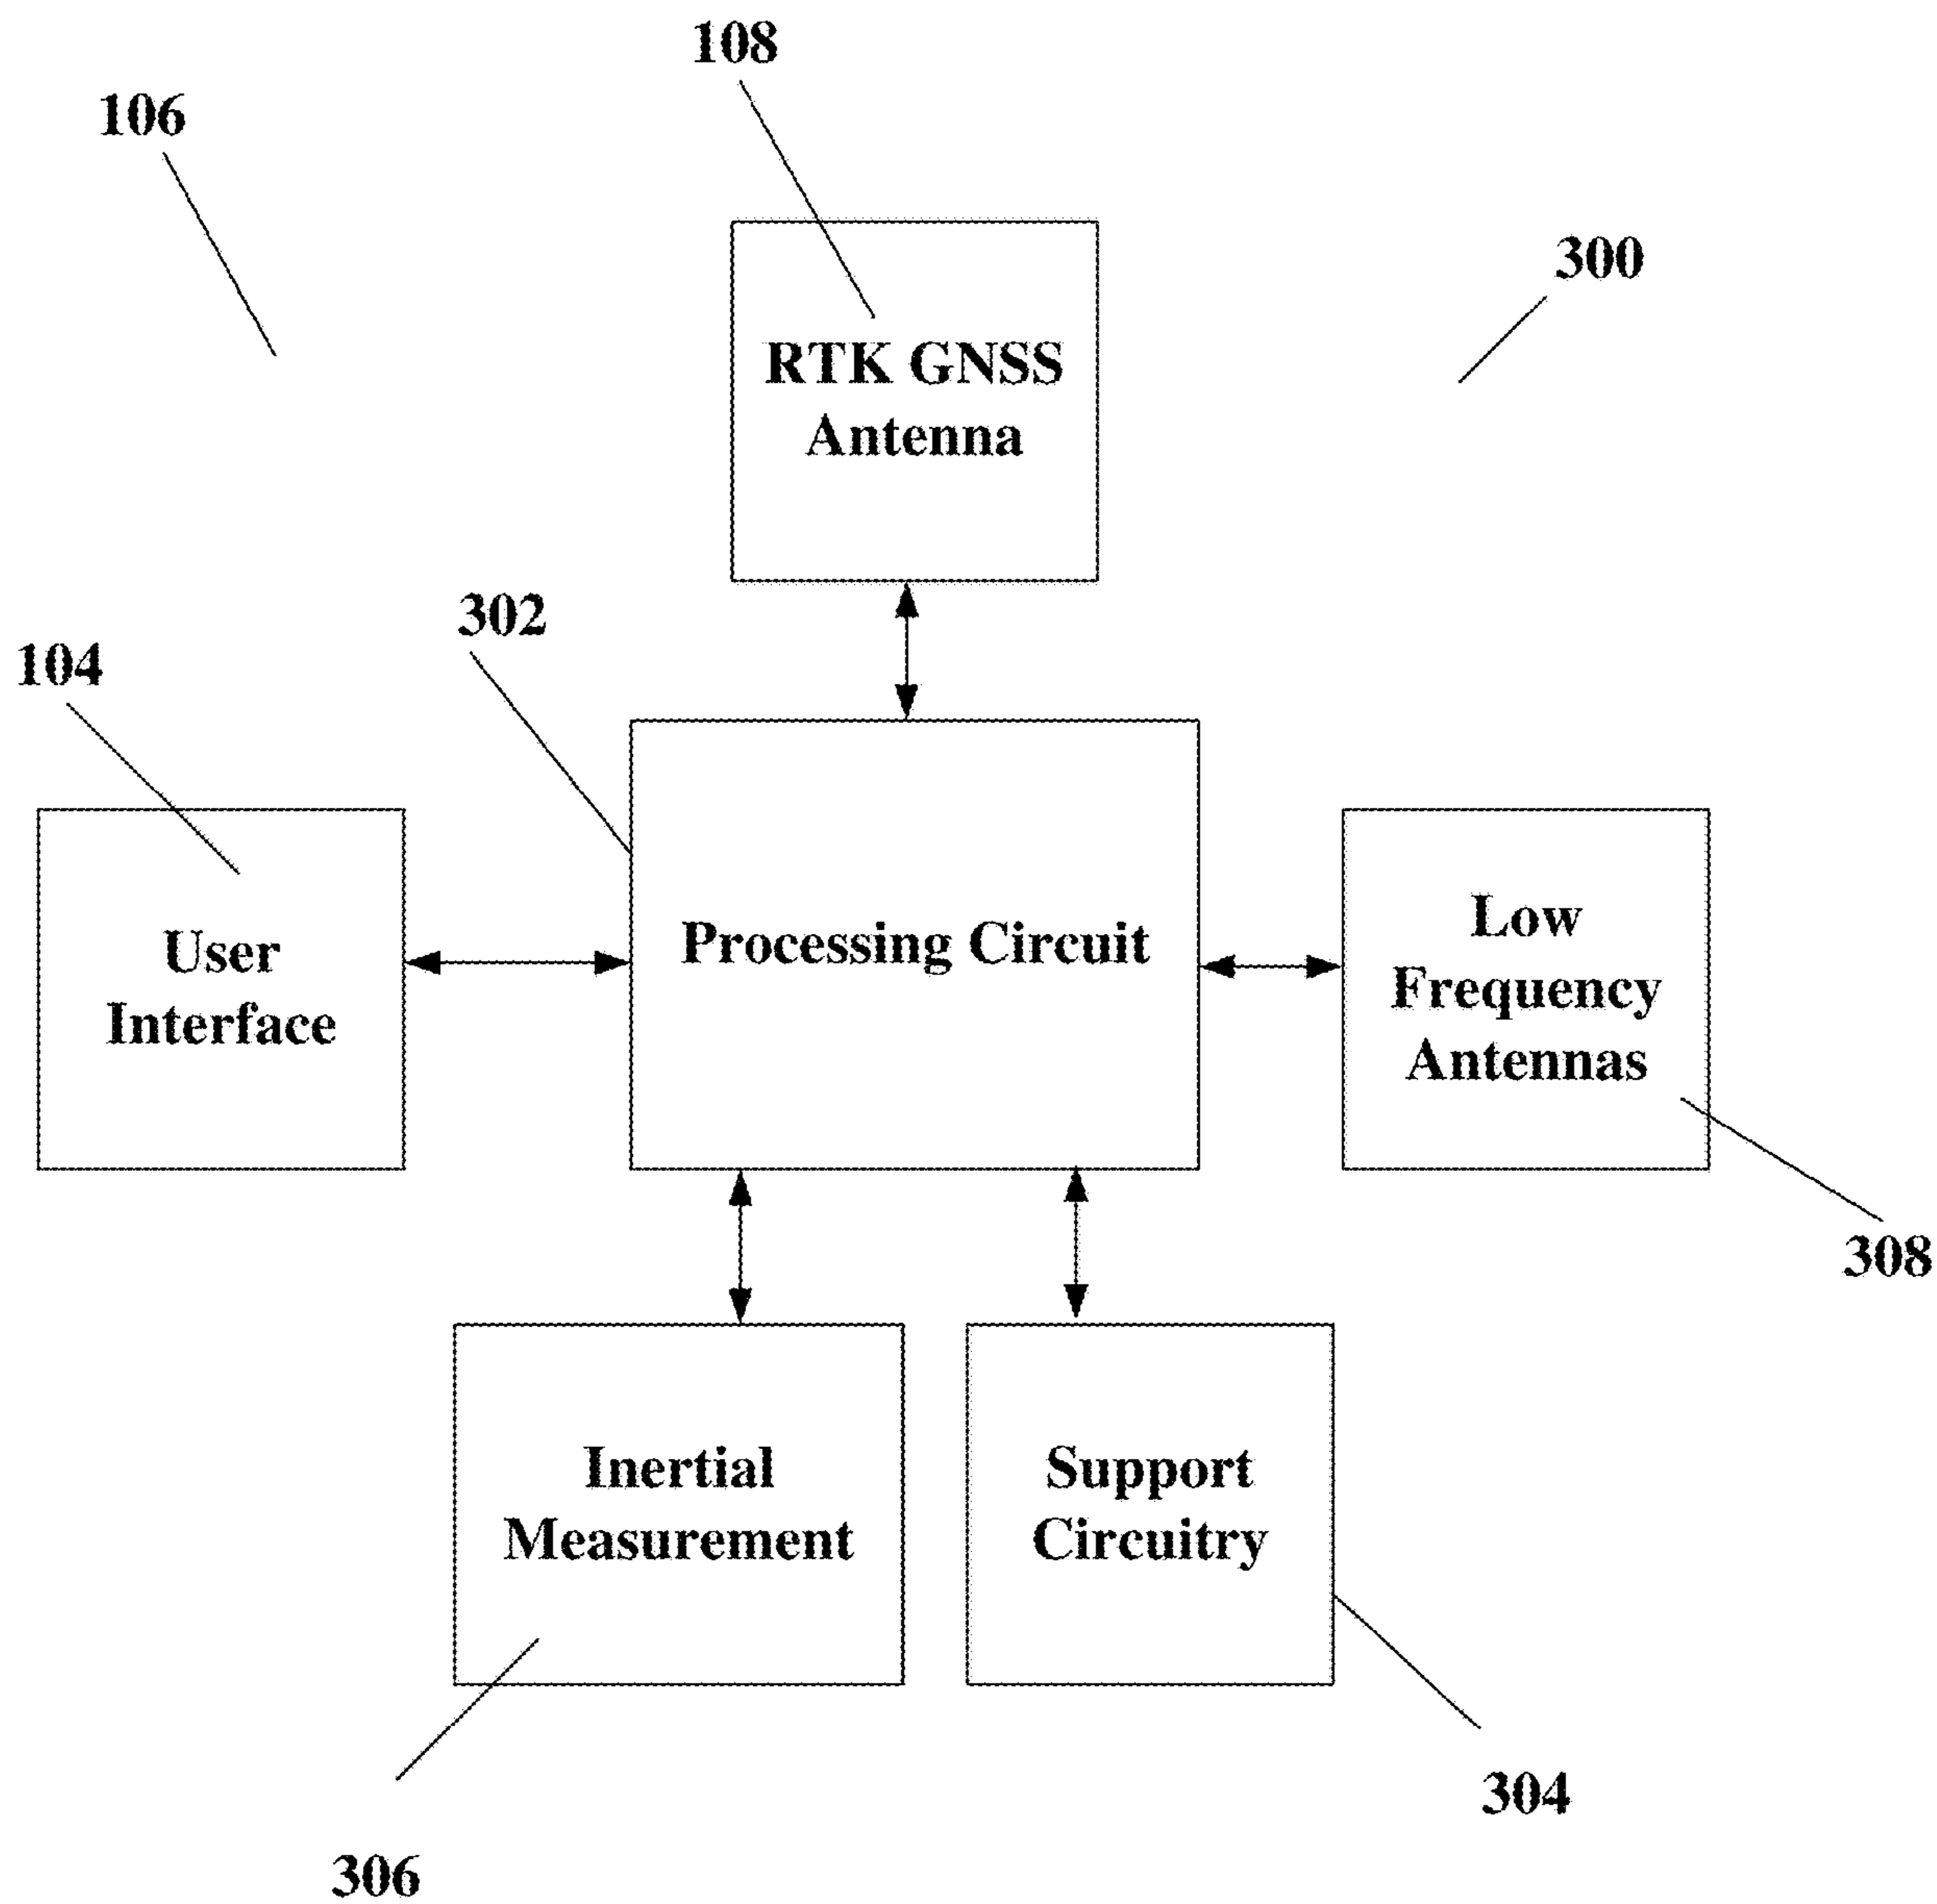 108
106
300
RTK GNSS
Antenna
302
104
User
Interface
Processing Circuit
Low
Frequency
Antennas
308
Inertial
Measurement
Support
Circuitry
304
306